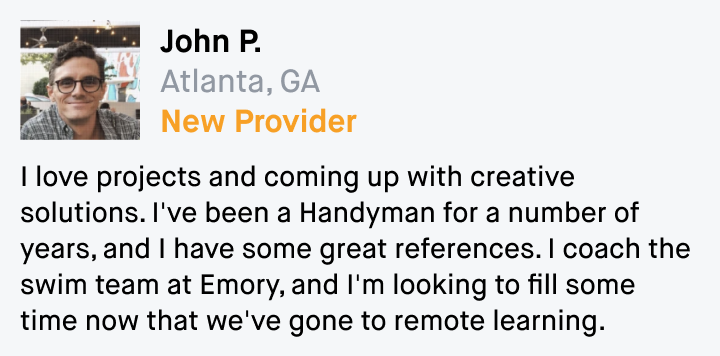 John P.
Atlanta, GA
New Provider
I love projects and coming up with creative
solutions. I've been a Handyman for a number of
years, and I have some great references. I coach the
swim team at Emory, and I'm looking to fill some
time now that we've gone to remote learning.